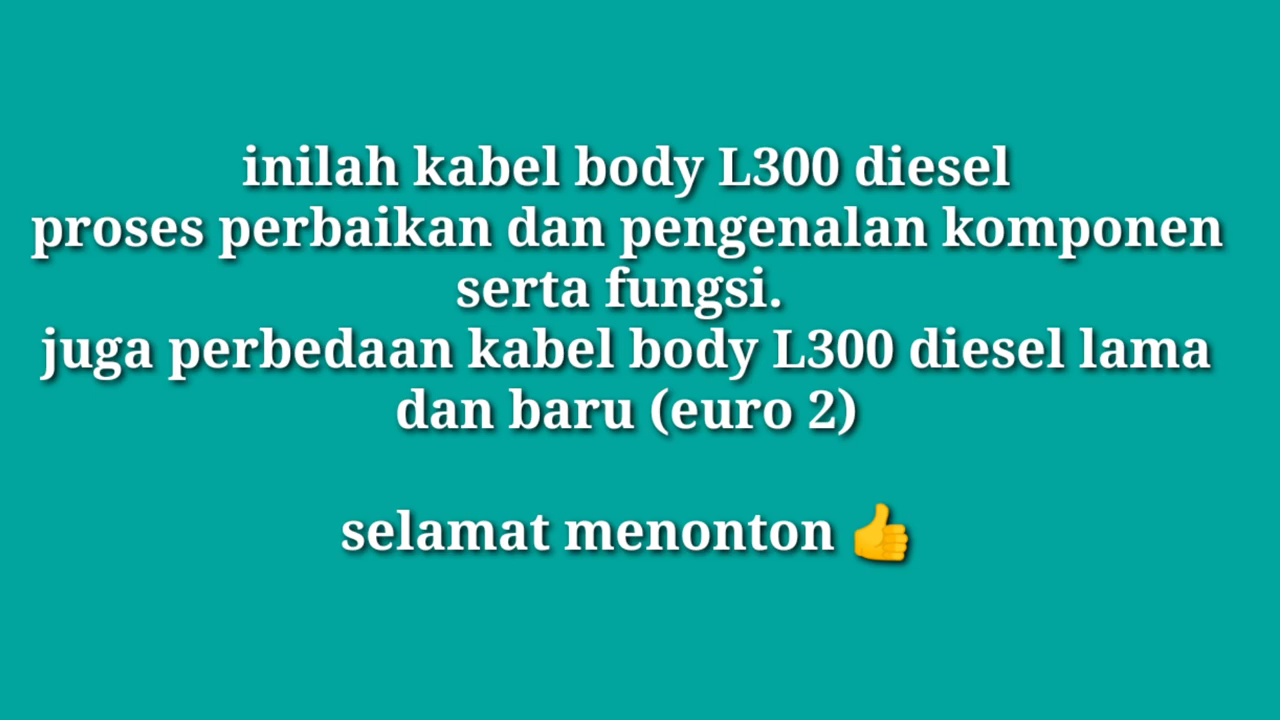 inilah kabel body L300 diesel
proses perbaikan dan pengenalan komponen
serta fungsi.
juga perbedaan kabel body L300 diesel lama
dan baru (euro 2)
selamat menonton 👍